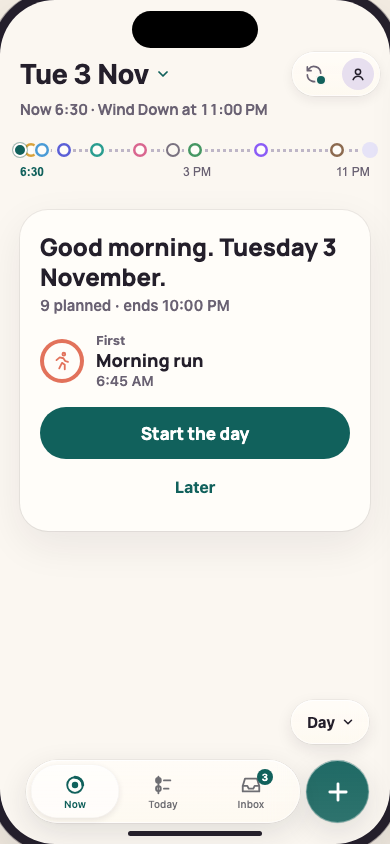 Tue 3 Nov
Now 6:30 · Wind Down at 11:00 PM
6:30
3 PM
11 PM
Good morning. Tuesday 3
November.
9 planned · ends 10:00 PM
First
Morning run
6:45 AM
Start the day
Later
Day
3
Now
Today
Inbox